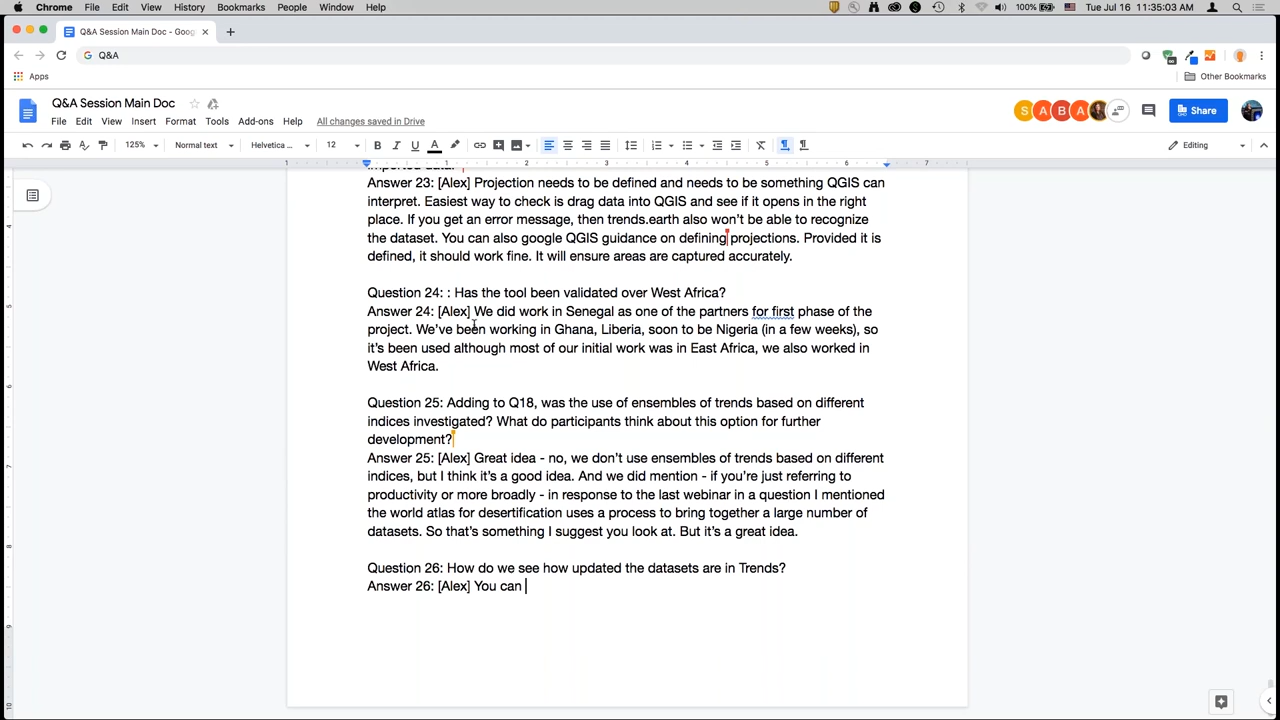 Chrome File Edit View History Bookmarks People Window Help 100% Tue Jul 16 11:35:03 AM
Q&A Session Main Doc - Goog
Q&A
Apps Other Bookmarks
Q&A Session Main Doc S A B A Share
File Edit View Insert Format Tools Add-ons Help All changes saved in Drive
125% Normal text Helvetica ... 12 Editing
1 1 2 3 4 5 6 7
imported data.
Answer 23: [Alex] Projection needs to be defined and needs to be something QGIS can
interpret. Easiest way to check is drag data into QGIS and see if it opens in the right
place. If you get an error message, then trends.earth also won't be able to recognize
the dataset. You can also google QGIS guidance on defining projections. Provided it is
defined, it should work fine. It will ensure areas are captured accurately.
Question 24: : Has the tool been validated over West Africa?
Answer 24: [Alex] We did work in Senegal as one of the partners for first phase of the
project. We've been working in Ghana, Liberia, soon to be Nigeria (in a few weeks), so
it's been used although most of our initial work was in East Africa, we also worked in
West Africa.
Question 25: Adding to Q18, was the use of ensembles of trends based on different
indices investigated? What do participants think about this option for further
development?
Answer 25: [Alex] Great idea - no, we don't use ensembles of trends based on different
indices, but I think it's a good idea. And we did mention - if you're just referring to
productivity or more broadly - in response to the last webinar in a question I mentioned
the world atlas for desertification uses a process to bring together a large number of
datasets. So that's something I suggest you look at. But it's a great idea.
Question 26: How do we see how updated the datasets are in Trends?
Answer 26: [Alex] You can